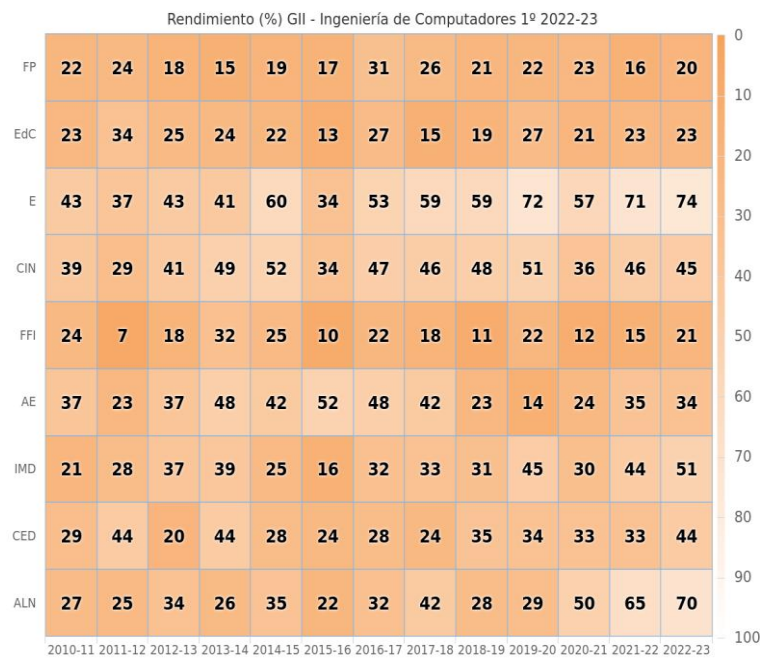 Rendimiento (%) GII - Ingeniería de Computadores 1º 2022-23
FP 22 24 18 15 19 17 31 26 21 22 23 16 20
EdC 23 34 25 24 22 13 27 15 19 27 21 23 23
E 43 37 43 41 60 34 53 59 59 72 57 71 74
CIN 39 29 41 49 52 34 47 46 48 51 36 46 45
FFI 24 7 18 32 25 10 22 18 11 22 12 15 21
AE 37 23 37 48 42 52 48 42 23 14 24 35 34
IMD 21 28 37 39 25 16 32 33 31 45 30 44 51
CED 29 44 20 44 28 24 28 24 35 34 33 33 44
ALN 27 25 34 26 35 22 32 42 28 29 50 65 70
2010-11 2011-12 2012-13 2013-14 2014-15 2015-16 2016-17 2017-18 2018-19 2019-20 2020-21 2021-22 2022-23
0
10
20
30
40
50
60
70
80
90
100